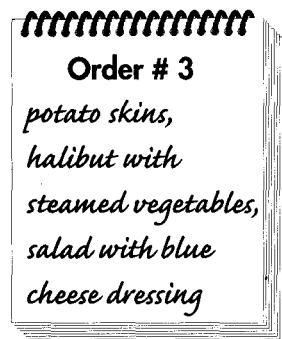 Order # 3
potato skins,
halibut with
steamed vegetables,
salad with blue
cheese dressing